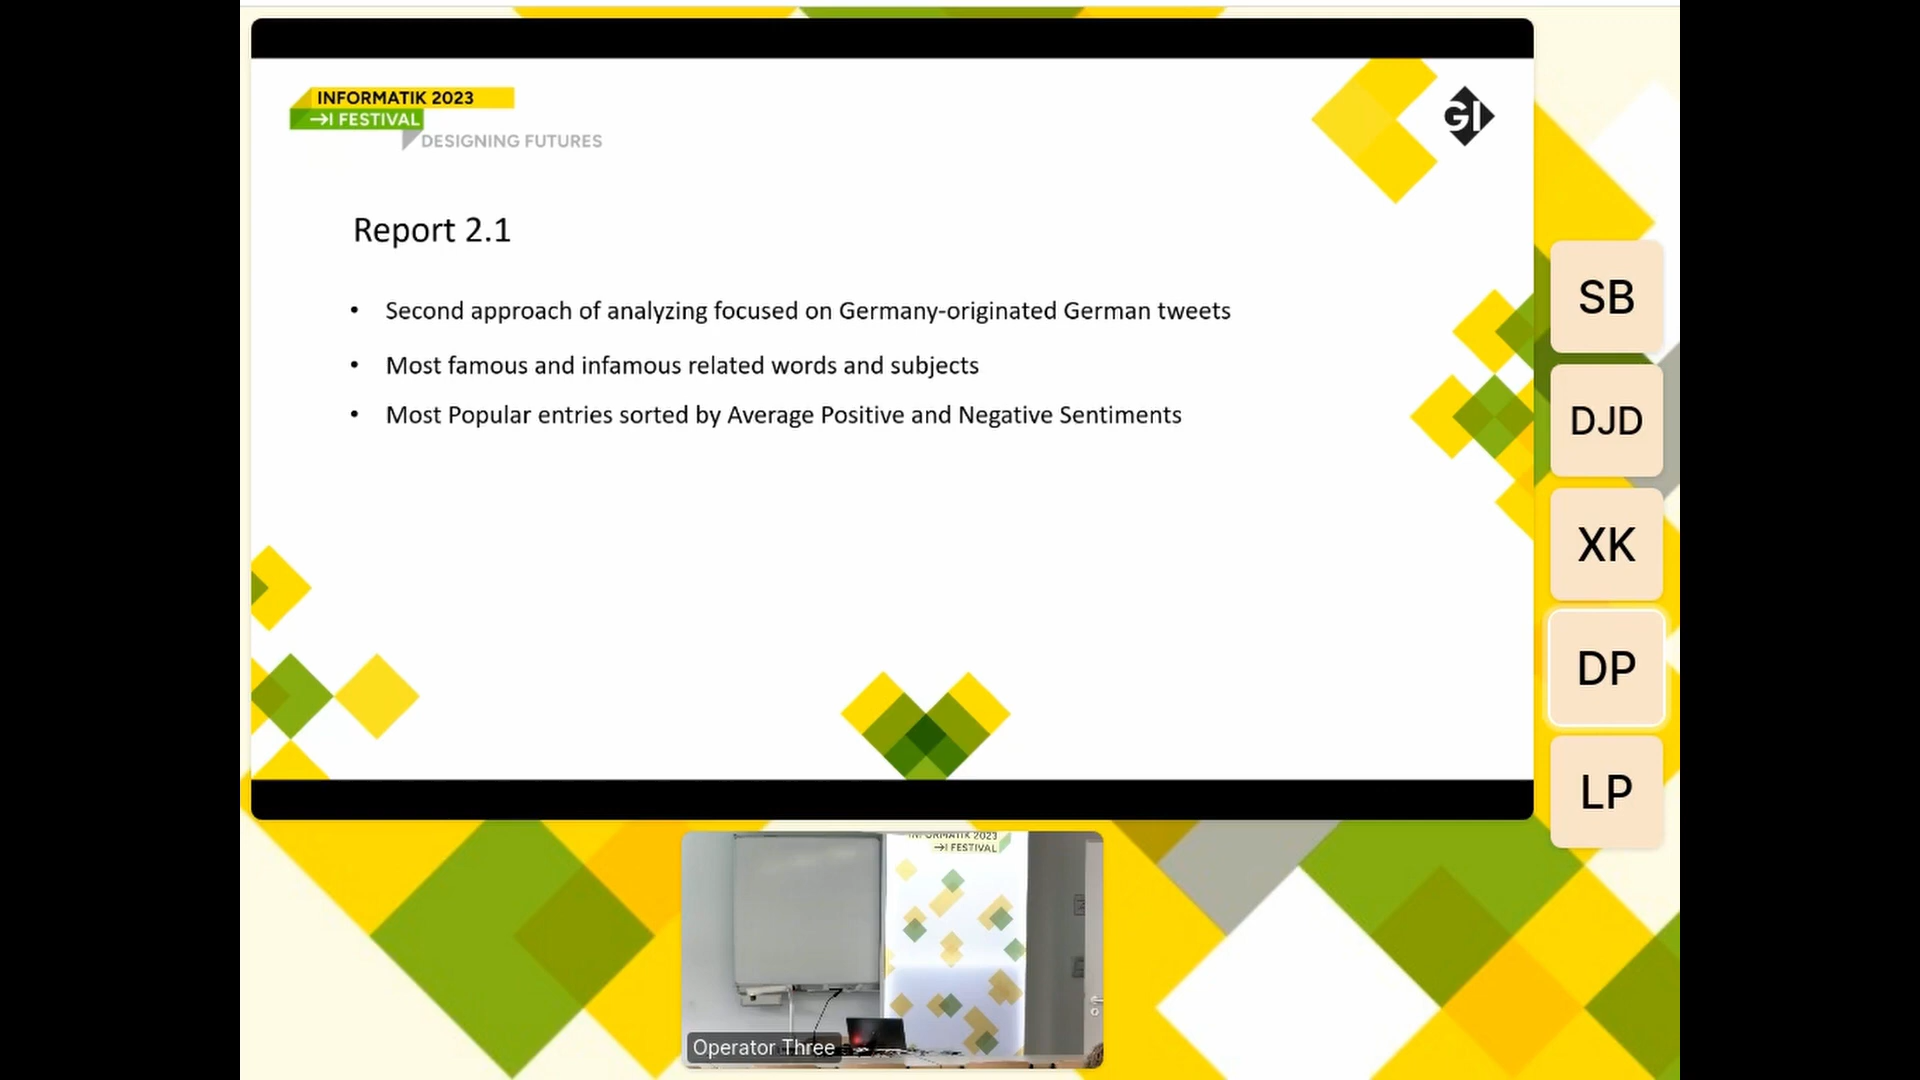 INFORMATIK 2023
→I FESTIVAL
DESIGNING FUTURES
GI
Report 2.1
• Second approach of analyzing focused on Germany-originated German tweets
• Most famous and infamous related words and subjects
• Most Popular entries sorted by Average Positive and Negative Sentiments
SB
DJD
XK
DP
LP
INFORMATIK 2023
→I FESTIVAL
Operator Three